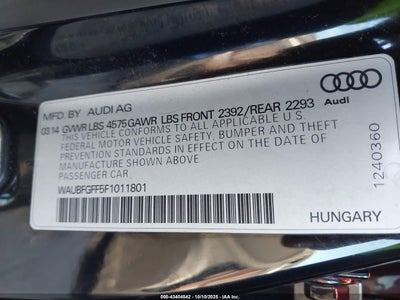 MFD. BY AUDI AG
03 14 GVWR LBS 4575 GAWR LBS FRONT 2392/REAR 2293
THIS VEHICLE CONFORMS TO ALL APPLICABLE
FEDERAL MOTOR VEHICLE SAFETY, BUMPER AND THEFT
PREVENTION STANDARDS IN EFFECT ON THE DATE OF
MANUFACTURE SHOWN ABOVE
PASSENGER CAR
WAUBFGFF5F1011801
Audi
1240360
HUNGARY
000-43404542 - 10/10/2025 - IAA Inc.